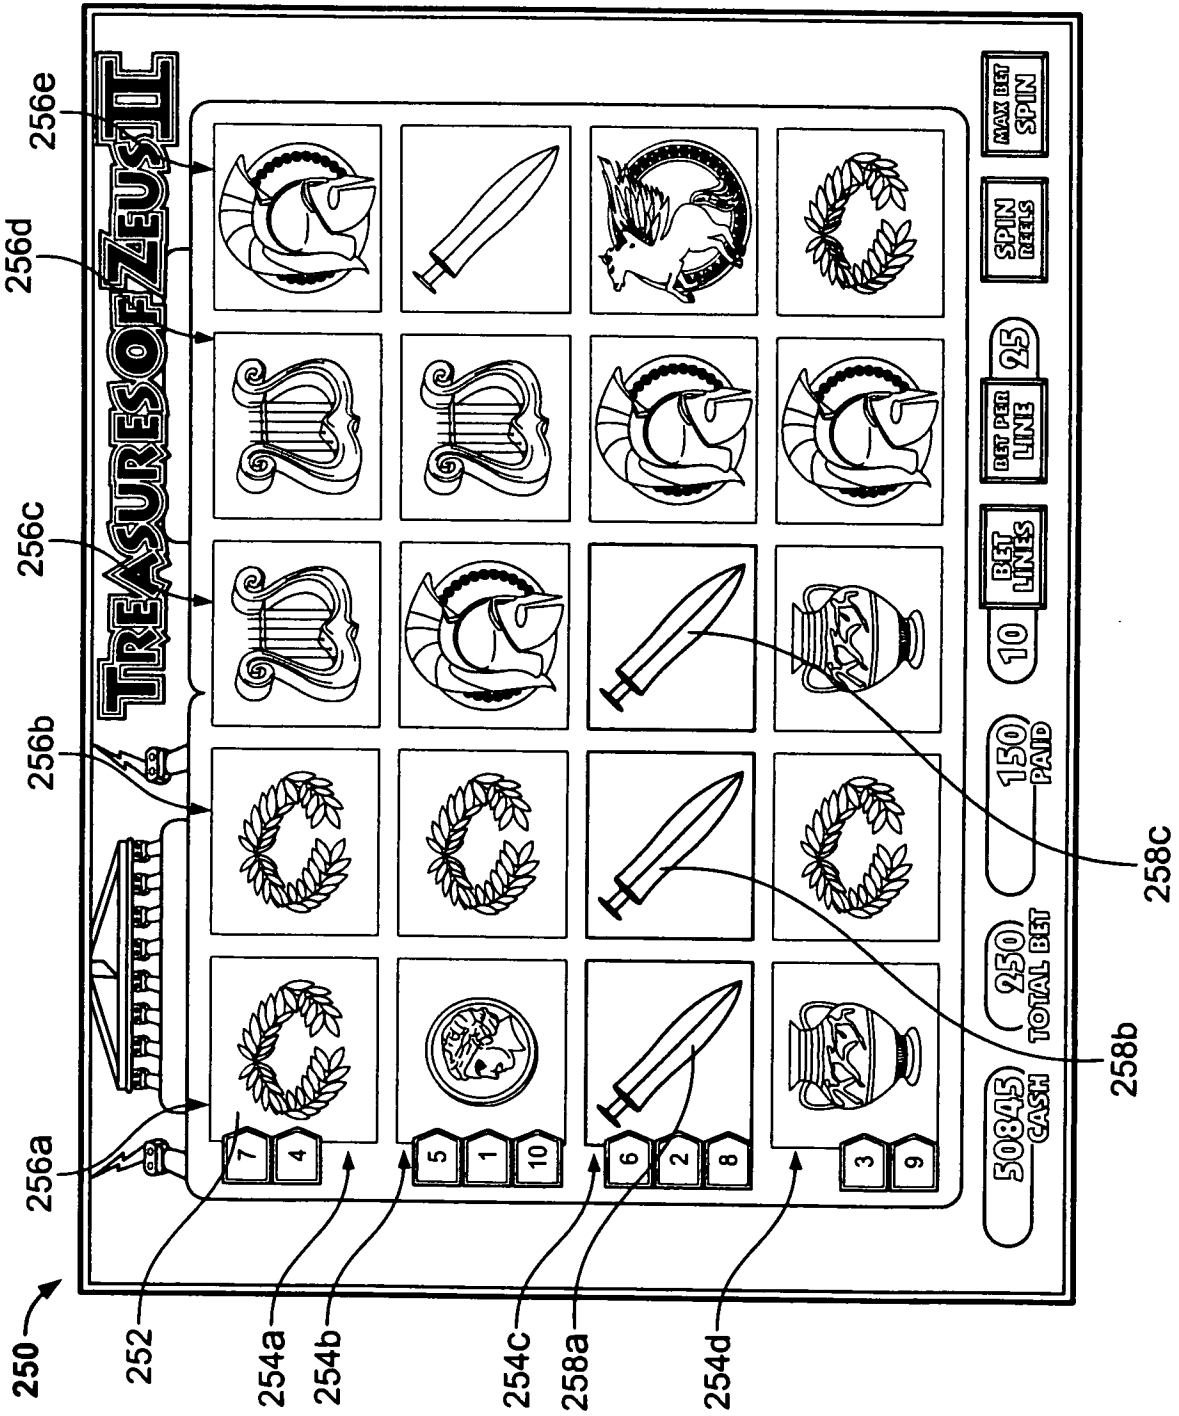 250 256a 256b 256c 256d 256e
TREASURES OF ZEUS II
252
7
254a
4
254b
5
1
10
254c
258a
6
2
8
254d
3
9
50845
CASH
250
TOTAL BET
150
PAID
10
BET
LINES
BET PER
LINE
25
SPIN
REELS
MAX BET
SPIN
258b
258c